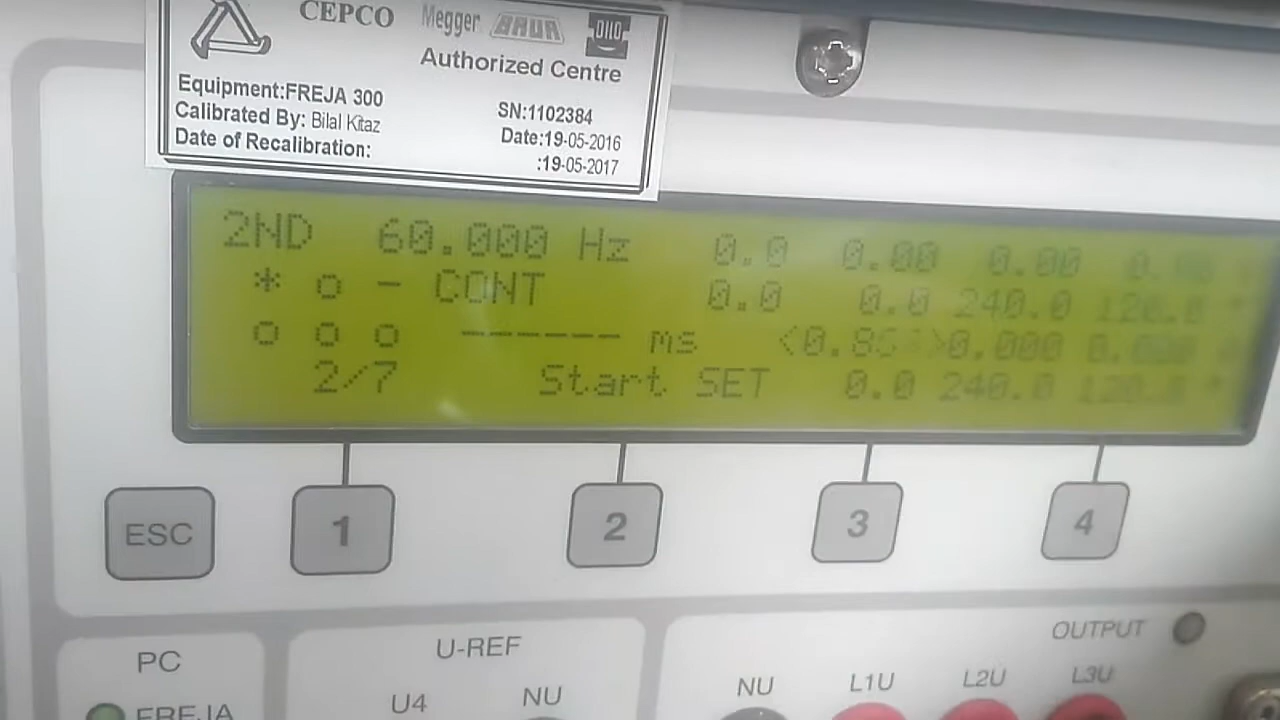 CEPCO Megger BAUR
Authorized Centre
Equipment:FREJA 300
SN:1102384
Calibrated By: Bilal Kitaz
Date:19-05-2016
Date of Recalibration:
:19-05-2017
2ND 60.000 Hz 0.0 0.00 0.00
* o - CONT 0.0 0.0 240.0 120.0 °
o o o ------ ms 0.000 0.000
2/7 Start SET 0.0 240.0 120.0 °
ESC 1 2 3 4
OUTPUT
PC
U-REF
FREJA
U4 NU
NU L1U L2U L3U